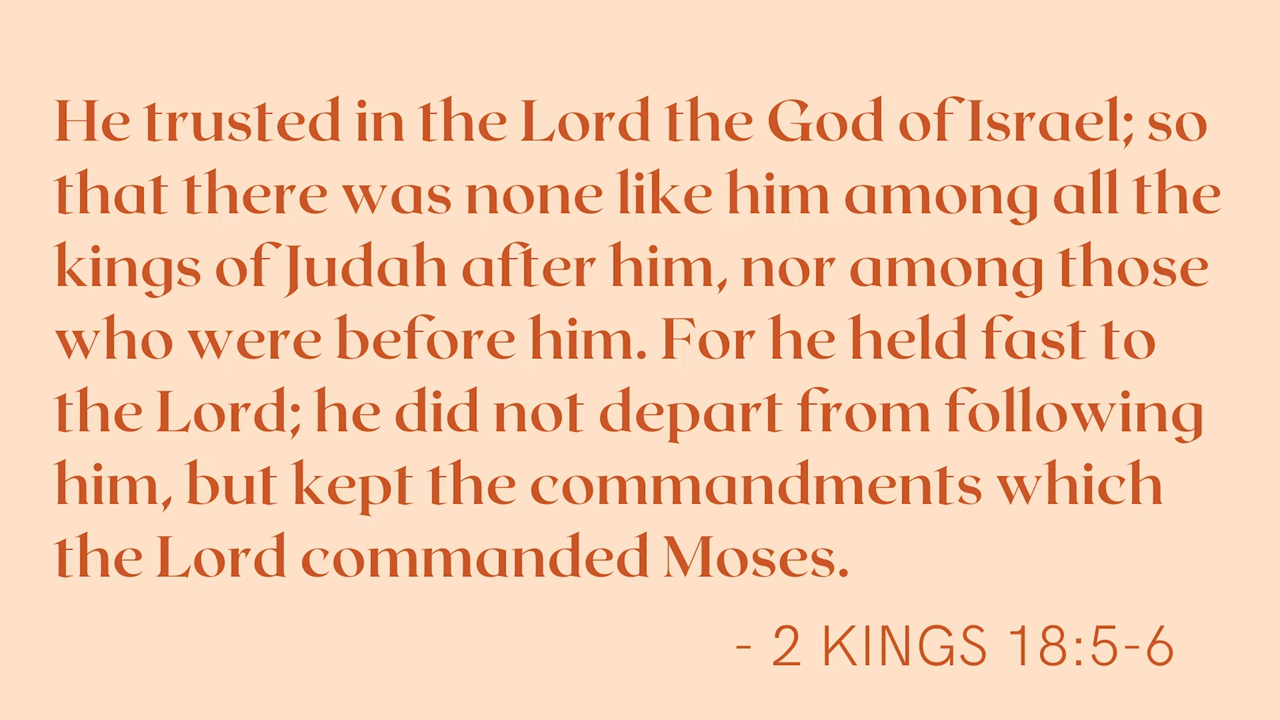 He trusted in the Lord the God of Israel; so
that there was none like him among all the
kings of Judah after him, nor among those
who were before him. For he held fast to
the Lord; he did not depart from following
him, but kept the commandments which
the Lord commanded Moses.
- 2 KINGS 18:5-6